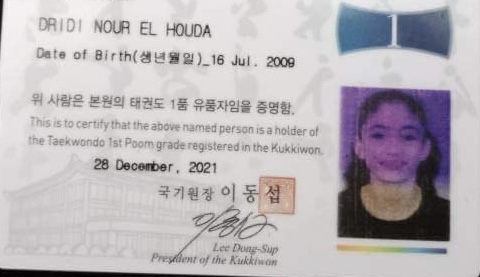 1
DRIDI NOUR EL HOUDA
Date of Birth(생년월일)_16 Jul. 2009
위 사람은 본원의 태권도 1품 유품자임을 증명함.
This is to certify that the above named person is a holder of
the Taekwondo 1st Poom grade registered in the Kukkiwon.
28 December, 2021
국기원장 이동섭
Lee Dong-Sup
President of the Kukkiwon